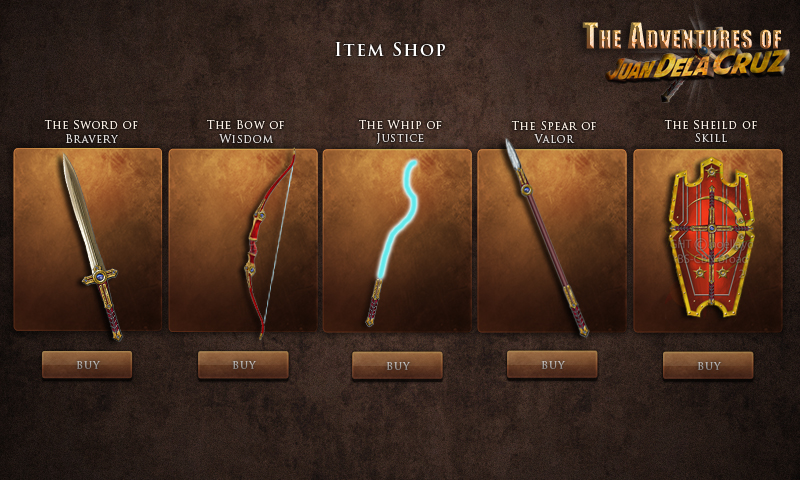 Item Shop
The Adventures of
Juan Dela Cruz
The Sword of
Bravery
The Bow of
Wisdom
The Whip of
Justice
The Spear of
Valor
The Sheild of
Skill
BUY
BUY
BUY
BUY
BUY